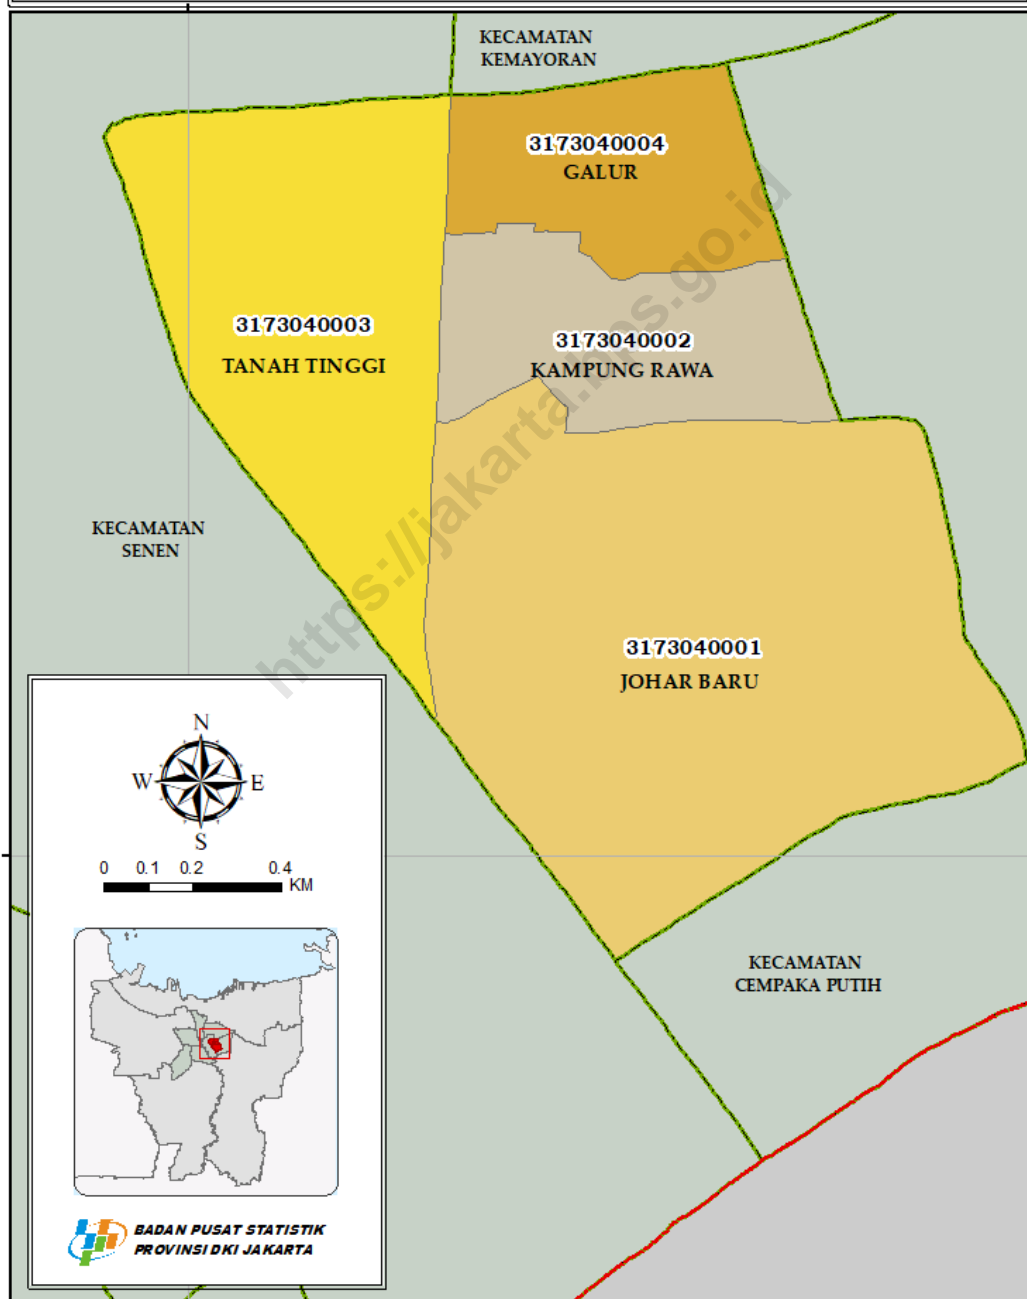 KECAMATAN
KEMAYORAN
3173040004
GALUR
3173040003
TANAH TINGGI
3173040002
KAMPUNG RAWA
KECAMATAN
SENEN
3173040001
JOHAR BARU
https://jakarta.bps.go.id
N
W E
S
0 0.1 0.2 0.4
KM
KECAMATAN
CEMPAKA PUTIH
BADAN PUSAT STATISTIK
PROVINSI DKI JAKARTA